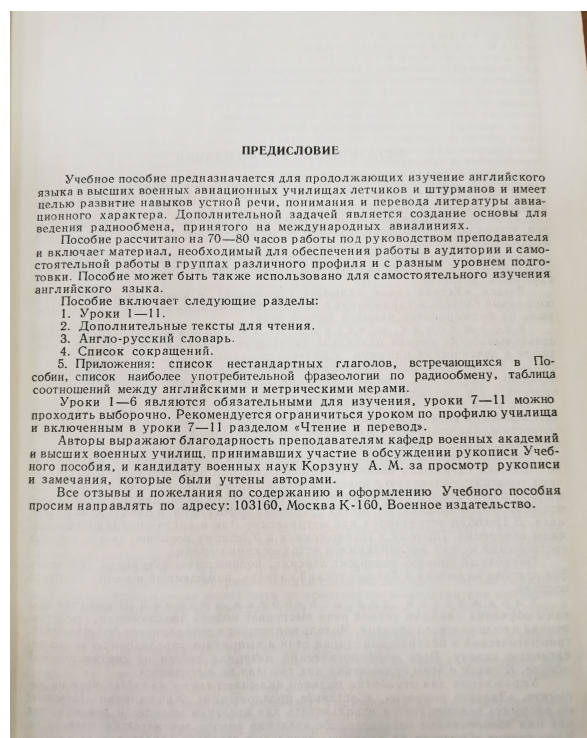 ПРЕДИСЛОВИЕ
Учебное пособие предназначается для продолжающих изучение английского
языка в высших военных авиационных училищах летчиков и штурманов и имеет
целью развитие навыков устной речи, понимания и перевода литературы авиа-
ционного характера. Дополнительной задачей является создание основы для
ведения радиообмена, принятого на международных авиалиниях.
Пособие рассчитано на 70—80 часов работы под руководством преподавателя
и включает материал, необходимый для обеспечения работы в аудитории и само-
стоятельной работы в группах различного профиля и с разным уровнем подго-
товки. Пособие может быть также использовано для самостоятельного изучения
английского языка.
Пособие включает следующие разделы:
1. Уроки 1—11.
2. Дополнительные тексты для чтения.
3. Англо-русский словарь.
4. Список сокращений.
5. Приложения: список нестандартных глаголов, встречающихся в По-
собии, список наиболее употребительной фразеологии по радиообмену, таблица
соотношений между английскими и метрическими мерами.
Уроки 1—6 являются обязательными для изучения, уроки 7—11 можно
проходить выборочно. Рекомендуется ограничиться уроком по профилю училища
и включенным в уроки 7—11 разделом «Чтение и перевод».
Авторы выражают благодарность преподавателям кафедр военных академий
и высших военных училищ, принимавших участие в обсуждении рукописи Учеб-
ного пособия, и кандидату военных наук Корзуну А. М. за просмотр рукописи
и замечания, которые были учтены авторами.
Все отзывы и пожелания по содержанию и оформлению Учебного пособия
просим направлять по адресу: 103160, Москва К-160, Военное издательство.